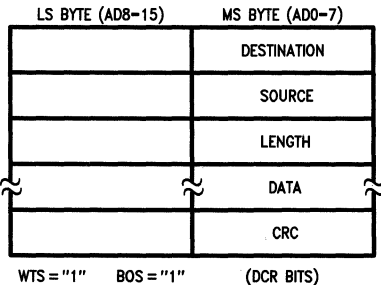 LS BYTE (AD8-15) MS BYTE (AD0-7)
DESTINATION
SOURCE
LENGTH
DATA
CRC
WTS = "1" BOS = "1" (DCR BITS)